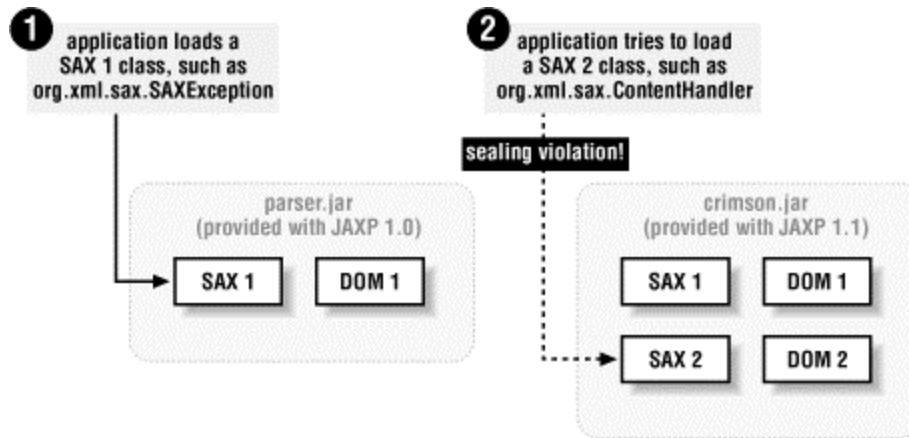 1
application loads a
SAX 1 class, such as
org.xml.sax.SAXException
2
application tries to load
a SAX 2 class, such as
org.xml.sax.ContentHandler
sealing violation!
parser.jar
(provided with JAXP 1.0)
SAX 1
DOM 1
crimson.jar
(provided with JAXP 1.1)
SAX 1
DOM 1
SAX 2
DOM 2